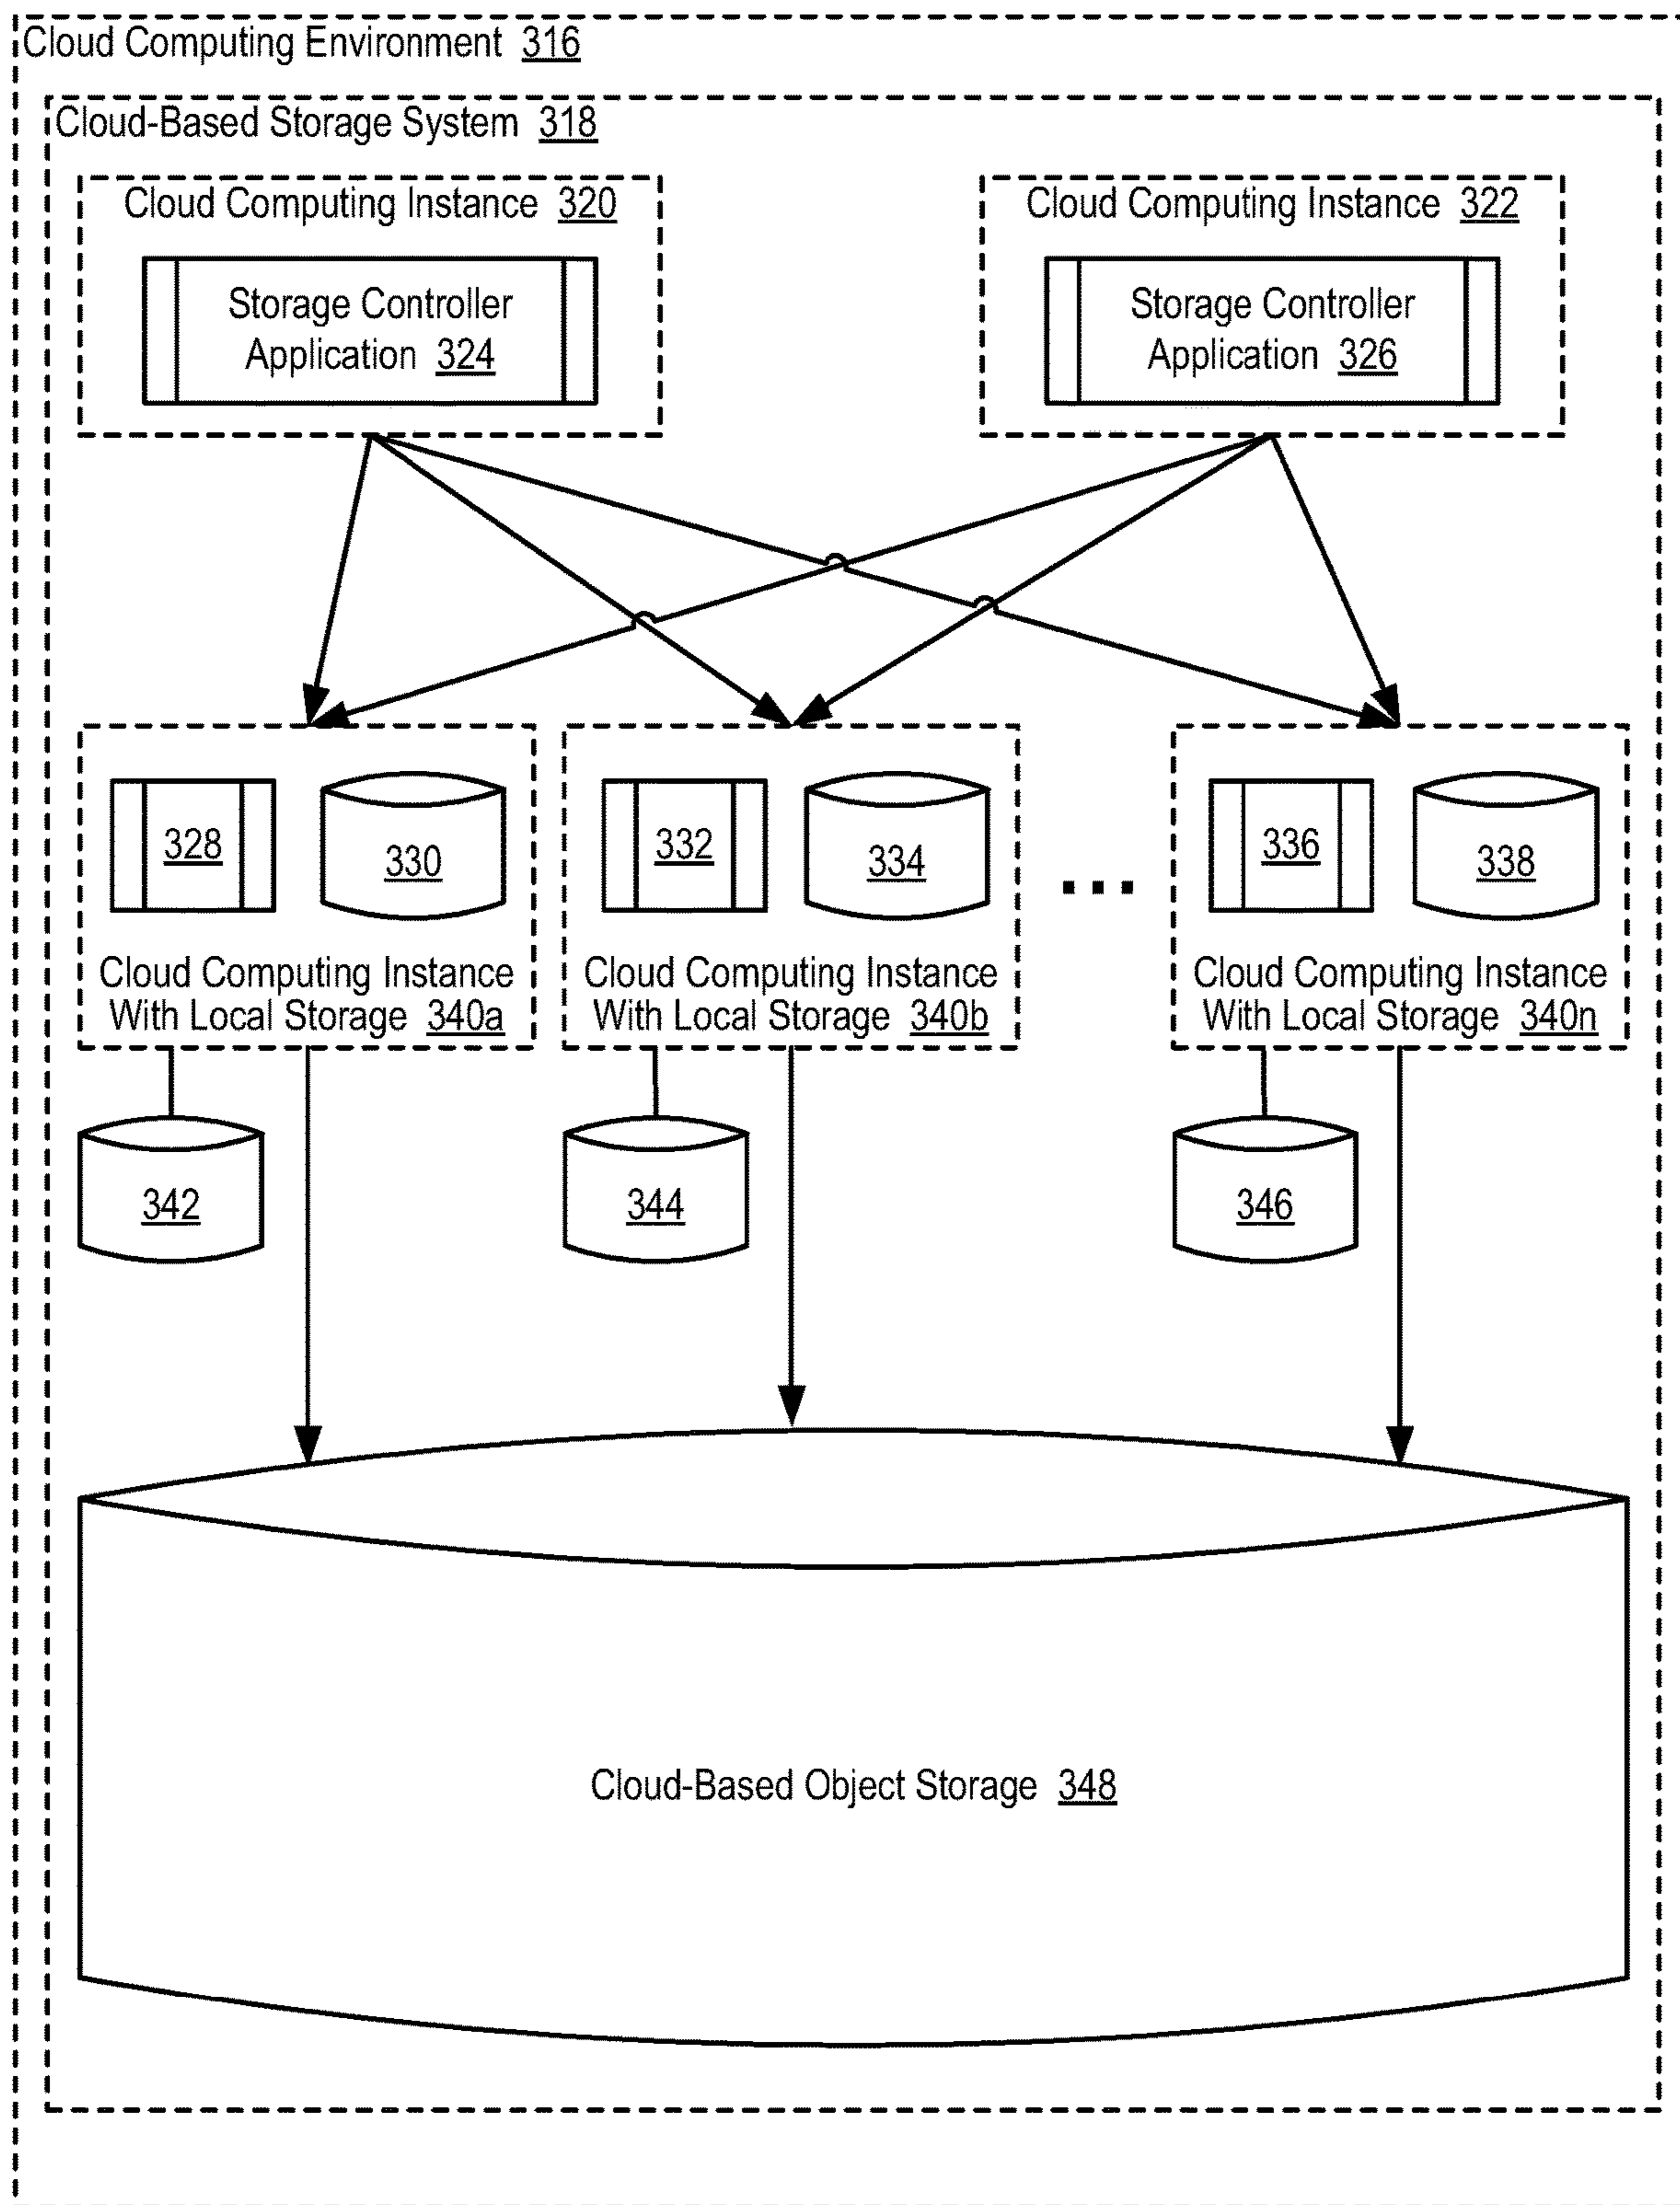 Cloud Computing Environment 316
Cloud-Based Storage System 318
Cloud Computing Instance 320
Storage Controller
Application 324
Cloud Computing Instance 322
Storage Controller
Application 326
328
330
Cloud Computing Instance
With Local Storage 340a
332
334
Cloud Computing Instance
With Local Storage 340b
...
336
338
Cloud Computing Instance
With Local Storage 340n
342
344
346
Cloud-Based Object Storage 348